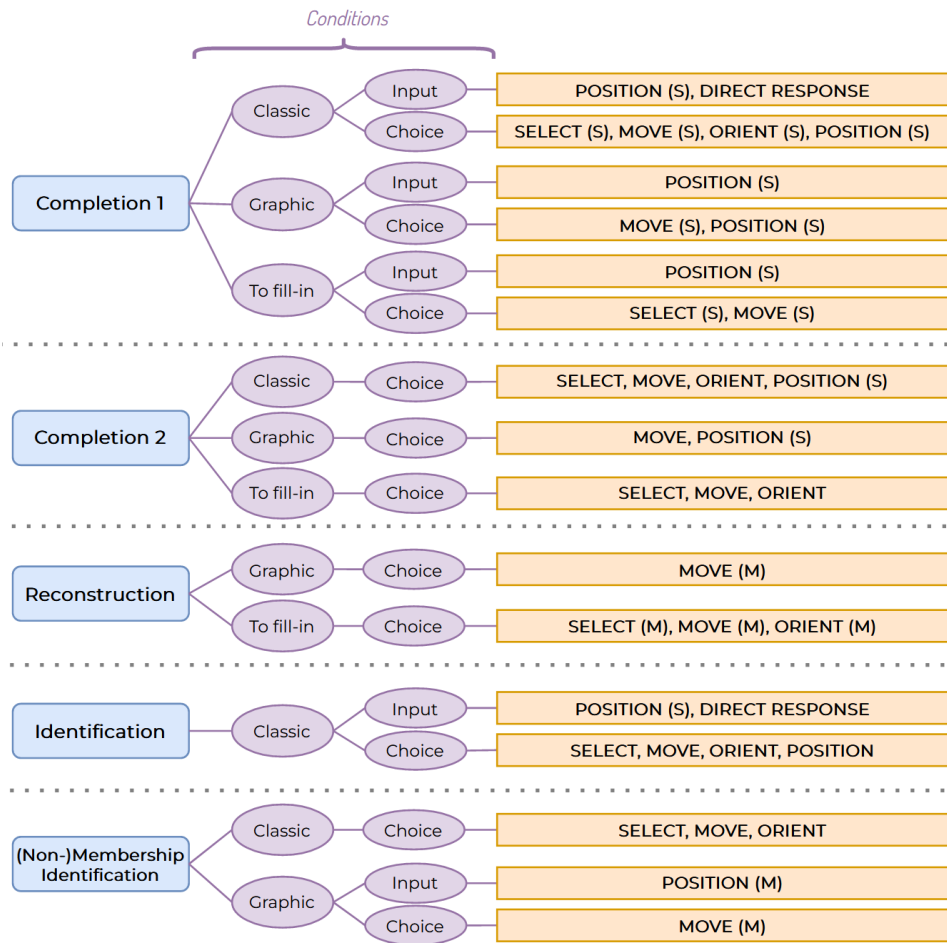 Conditions
Completion 1
Classic
Input
POSITION (S), DIRECT RESPONSE
Choice
SELECT (S), MOVE (S), ORIENT (S), POSITION (S)
Graphic
Input
POSITION (S)
Choice
MOVE (S), POSITION (S)
To fill-in
Input
POSITION (S)
Choice
SELECT (S), MOVE (S)
Completion 2
Classic
Choice
SELECT, MOVE, ORIENT, POSITION (S)
Graphic
Choice
MOVE, POSITION (S)
To fill-in
Choice
SELECT, MOVE, ORIENT
Reconstruction
Graphic
Choice
MOVE (M)
To fill-in
Choice
SELECT (M), MOVE (M), ORIENT (M)
Identification
Classic
Input
POSITION (S), DIRECT RESPONSE
Choice
SELECT, MOVE, ORIENT, POSITION
(Non-)Membership
Identification
Classic
Choice
SELECT, MOVE, ORIENT
Graphic
Input
POSITION (M)
Choice
MOVE (M)